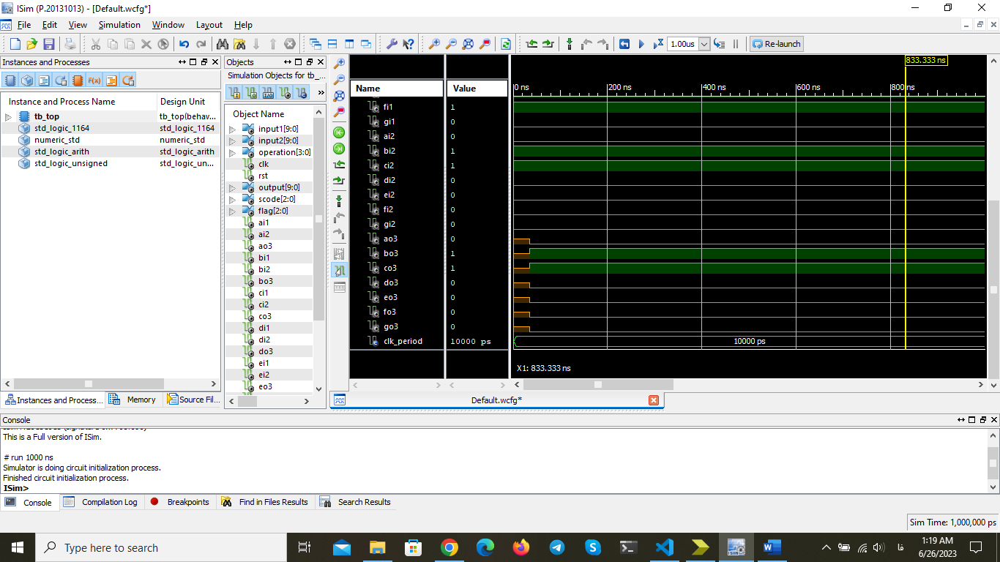 ISim (P.20131013) - [Default.wcfg*]
File Edit View Simulation Window Layout Help
1.00us Re-launch
Instances and Processes
Instance and Process Name Design Unit
tb_top tb_top(behav...
std_logic_1164 std_logic_1164
numeric_std numeric_std
std_logic_arith std_logic_arith
std_logic_unsigned std_logic_un...
Instances and Process... Memory Source Fil...
Objects
Simulation Objects for tb_...
»
Object Name
input1[9:0]
input2[9:0]
operation[3:0]
clk
rst
output[9:0]
scode[2:0]
flag[2:0]
ai1
ai2
ao3
bi1
bi2
bo3
ci1
ci2
co3
di1
di2
do3
ei1
ei2
eo3
833.333 ns
Name Value
0 ns 200 ns 400 ns 600 ns 800 ns
fi1 1
gi1 0
ai2 0
bi2 1
ci2 1
di2 0
ei2 0
fi2 0
gi2 0
ao3 0
bo3 1
co3 1
do3 0
eo3 0
fo3 0
go3 0
clk_period 10000 ps 10000 ps
X1: 833.333 ns
Default.wcfg*
Console
This is a Full version of ISim.
# run 1000 ns
Simulator is doing circuit initialization process.
Finished circuit initialization process.
ISim>
Console Compilation Log Breakpoints Find in Files Results Search Results
Sim Time: 1,000,000 ps
Type here to search
فا
1:19 AM
6/26/2023